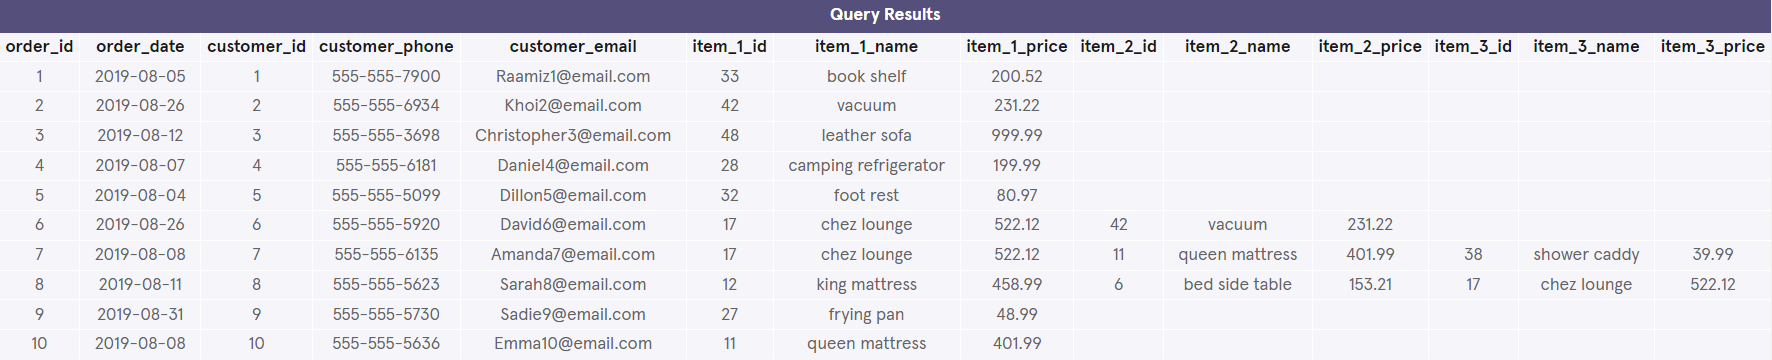 Query Results
order_id order_date customer_id customer_phone customer_email item_1_id item_1_name item_1_price item_2_id item_2_name item_2_price item_3_id item_3_name item_3_price
1 2019-08-05 1 555-555-7900 Raamiz1@email.com 33 book shelf 200.52
2 2019-08-26 2 555-555-6934 Khoi2@email.com 42 vacuum 231.22
3 2019-08-12 3 555-555-3698 Christopher3@email.com 48 leather sofa 999.99
4 2019-08-07 4 555-555-6181 Daniel4@email.com 28 camping refrigerator 199.99
5 2019-08-04 5 555-555-5099 Dillon5@email.com 32 foot rest 80.97
6 2019-08-26 6 555-555-5920 David6@email.com 17 chez lounge 522.12 42 vacuum 231.22
7 2019-08-08 7 555-555-6135 Amanda7@email.com 17 chez lounge 522.12 11 queen mattress 401.99 38 shower caddy 39.99
8 2019-08-11 8 555-555-5623 Sarah8@email.com 12 king mattress 458.99 6 bed side table 153.21 17 chez lounge 522.12
9 2019-08-31 9 555-555-5730 Sadie9@email.com 27 frying pan 48.99
10 2019-08-08 10 555-555-5636 Emma10@email.com 11 queen mattress 401.99